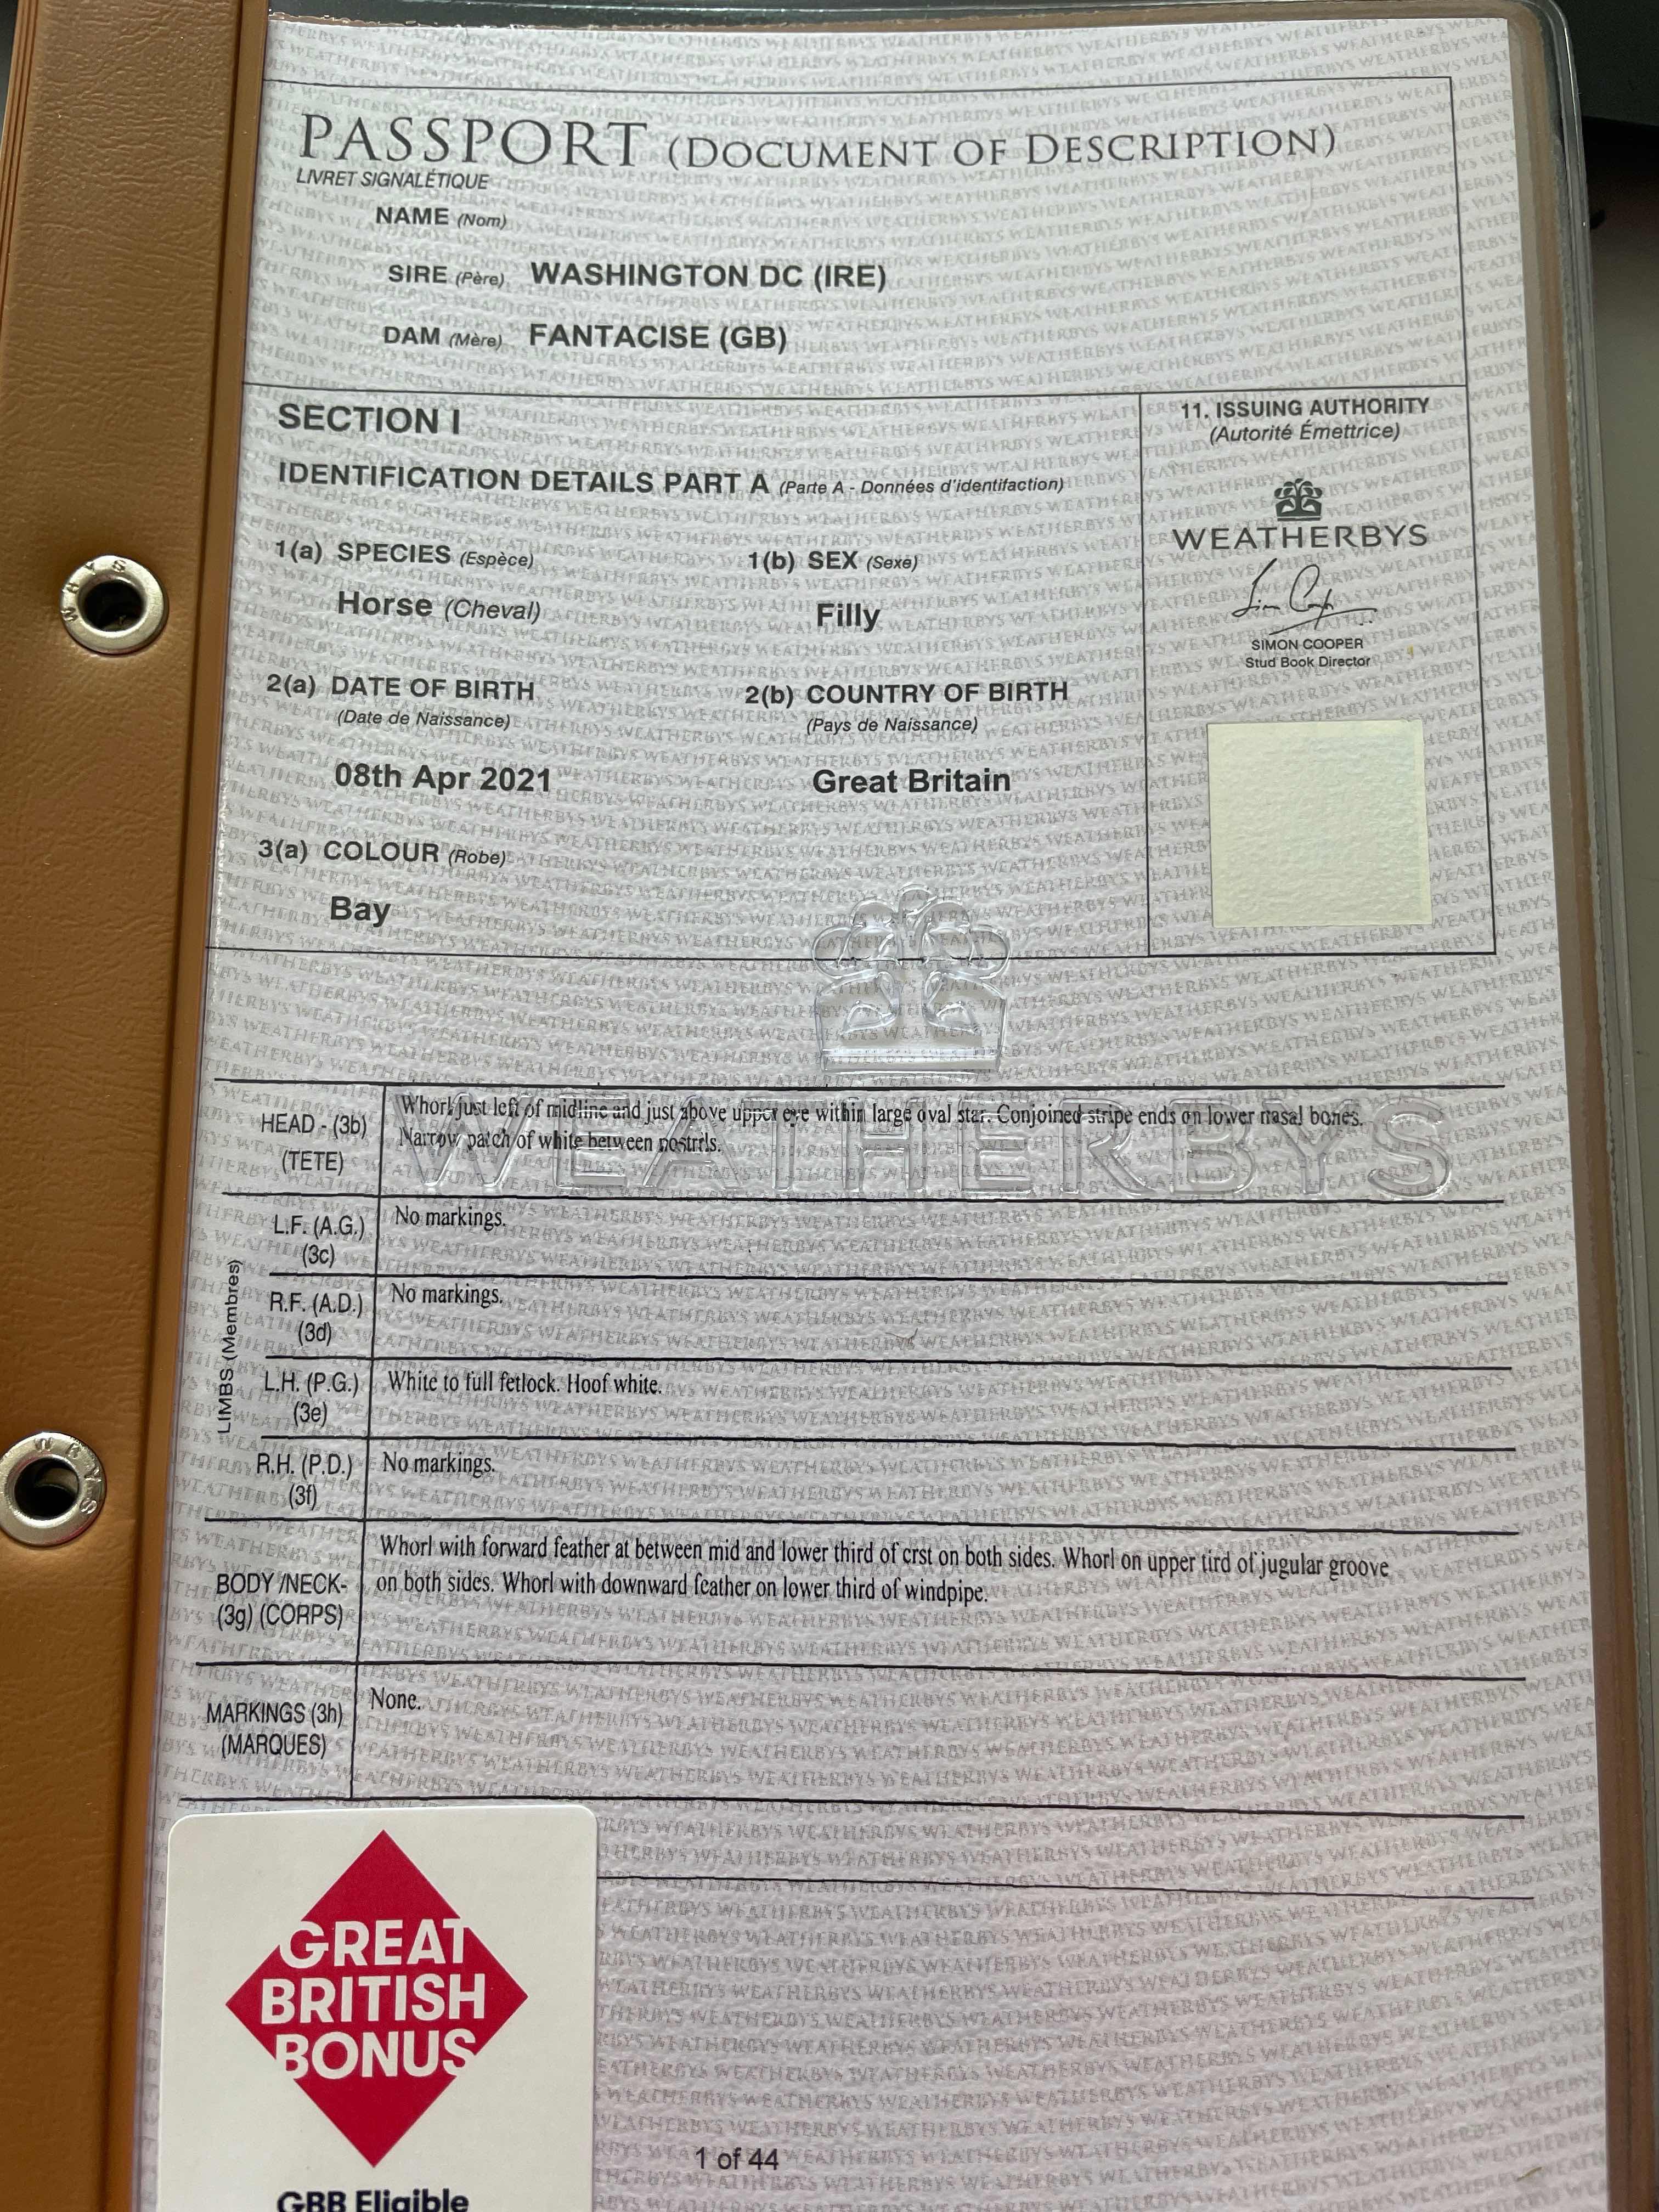 PASSPORT (DOCUMENT OF DESCRIPTION)
LIVRET SIGNALÉTIQUE
NAME (Nom)
SIRE (Père) WASHINGTON DC (IRE)
DAM (Mère) FANTACISE (GB)
SECTION I
IDENTIFICATION DETAILS PART A (Parte A - Données d'identifaction)
1(a) SPECIES (Espèce) 1(b) SEX (Sexe)
Horse (Cheval) Filly
2(a) DATE OF BIRTH 2(b) COUNTRY OF BIRTH
(Date de Naissance) (Pays de Naissance)
08th Apr 2021 Great Britain
3(a) COLOUR (Robe)
Bay
11. ISSUING AUTHORITY
(Autorité Émettrice)
WEATHERBYS
SIMON COOPER
Stud Book Director
WEATHERBYS
HEAD - (3b) Whorl just left of midline and just above upper eye within large oval star. Conjoined stripe ends on lower nasal bones.
(TETE) Narrow patch of white between nostrils.
LIMBS (Membres)
L.F. (A.G.) No markings.
(3c)
R.F. (A.D.) No markings.
(3d)
L.H. (P.G.) White to full fetlock. Hoof white.
(3e)
R.H. (P.D.) No markings.
(3f)
Whorl with forward feather at between mid and lower third of crst on both sides. Whorl on upper tird of jugular groove
BODY /NECK- on both sides. Whorl with downward feather on lower third of windpipe.
(3g) (CORPS)
MARKINGS (3h) None.
(MARQUES)
GREAT
BRITISH
BONUS
GBB Eligible
1 of 44